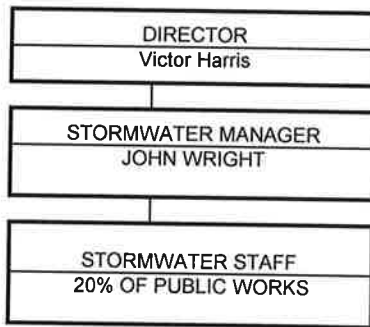 DIRECTOR
Victor Harris
STORMWATER MANAGER
JOHN WRIGHT
STORMWATER STAFF
20% OF PUBLIC WORKS